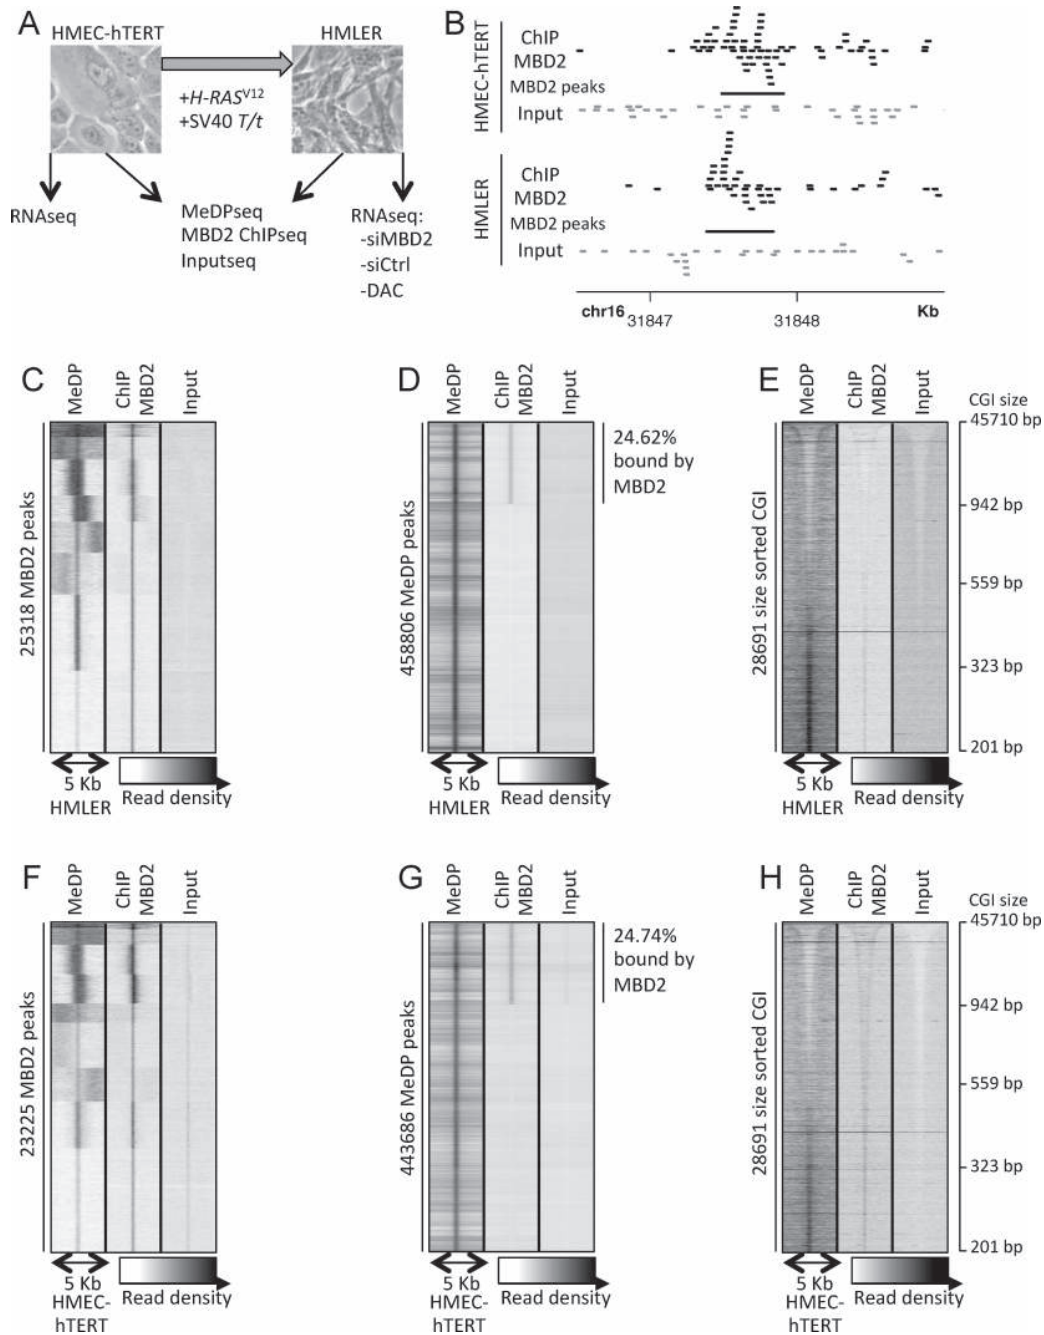 A
HMEC-hTERT
HMLER
+H-RASV12
+SV40 T/t
RNAseq
MeDPseq
MBD2 ChIPseq
Inputseq
RNAseq:
-siMBD2
-siCtrl
-DAC
B
HMEC-hTERT
ChIP
MBD2
MBD2 peaks
Input
HMLER
ChIP
MBD2
MBD2 peaks
Input
chr16
31847
31848
Kb
C
MeDP
ChIP
MBD2
Input
25318 MBD2 peaks
5 Kb
HMLER
Read density
D
MeDP
ChIP
MBD2
Input
458806 MeDP peaks
24.62%
bound by
MBD2
5 Kb
HMLER
Read density
E
MeDP
ChIP
MBD2
Input
28691 size sorted CGI
CGI size
45710 bp
942 bp
559 bp
323 bp
201 bp
5 Kb
HMLER
Read density
F
MeDP
ChIP
MBD2
Input
23225 MBD2 peaks
5 Kb
HMEC-
hTERT
Read density
G
MeDP
ChIP
MBD2
Input
443686 MeDP peaks
24.74%
bound by
MBD2
5 Kb
HMEC-
hTERT
Read density
H
MeDP
ChIP
MBD2
Input
28691 size sorted CGI
CGI size
45710 bp
942 bp
559 bp
323 bp
201 bp
5 Kb
HMEC-
hTERT
Read density